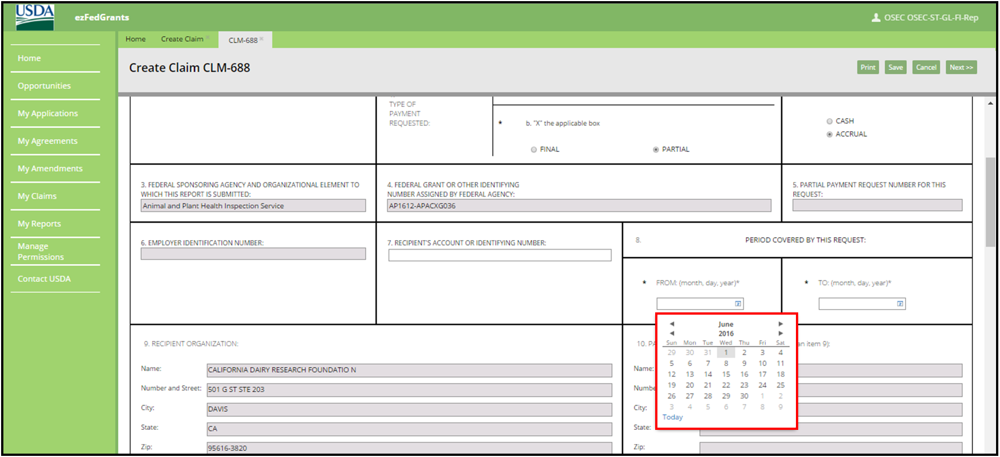 USDA
ezFedGrants
OSEC OSEC-ST-GL-FI-Rep
Home
Opportunities
My Applications
My Agreements
My Amendments
My Claims
My Reports
Manage
Permissions
Contact USDA
Home Create Claim CLM-688
Create Claim CLM-688
Print Save Cancel Next >>
TYPE OF
PAYMENT
REQUESTED:
* b. "X" the applicable box
FINAL PARTIAL
CASH
ACCRUAL
3. FEDERAL SPONSORING AGENCY AND ORGANIZATIONAL ELEMENT TO
WHICH THIS REPORT IS SUBMITTED:
Animal and Plant Health Inspection Service
4. FEDERAL GRANT OR OTHER IDENTIFYING
NUMBER ASSIGNED BY FEDERAL AGENCY:
AP1612-APACXG036
5. PARTIAL PAYMENT REQUEST NUMBER FOR THIS
REQUEST:
6. EMPLOYER IDENTIFICATION NUMBER:
7. RECIPIENT'S ACCOUNT OR IDENTIFYING NUMBER:
8. PERIOD COVERED BY THIS REQUEST:
* FROM: (month, day, year)*
* TO: (month, day, year)*
June
2016
Sun Mon Tue Wed Thu Fri Sat
29 30 31 1 2 3 4
5 6 7 8 9 10 11
12 13 14 15 16 17 18
19 20 21 22 23 24 25
26 27 28 29 30 1 2
3 4 5 6 7 8 9
Today
9. RECIPIENT ORGANIZATION:
Name: CALIFORNIA DAIRY RESEARCH FOUNDATIO N
Number and Street: 501 G ST STE 203
City: DAVIS
State: CA
Zip: 95616-3820
10. PA an item 9):
Name:
Numbe
City:
State:
Zip: